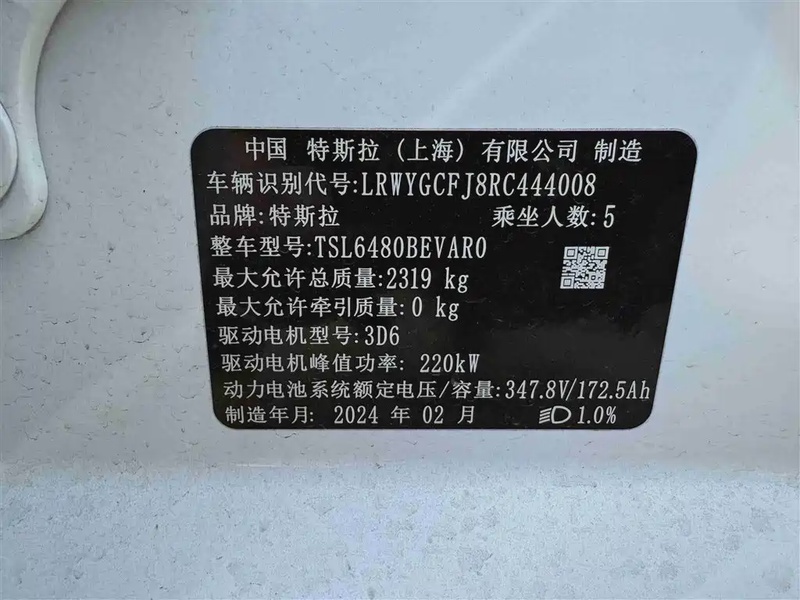 中国 特斯拉 (上海) 有限公司 制造
车辆识别代号:LRWYGCFJ8RC444008
品牌:特斯拉 乘坐人数:5
整车型号:TSL6480BEVAR0
最大允许总质量:2319 kg
最大允许牵引质量:0 kg
驱动电机型号:3D6
驱动电机峰值功率: 220kW
动力电池系统额定电压/容量:347.8V/172.5Ah
制造年月: 2024 年 02 月 1.0%